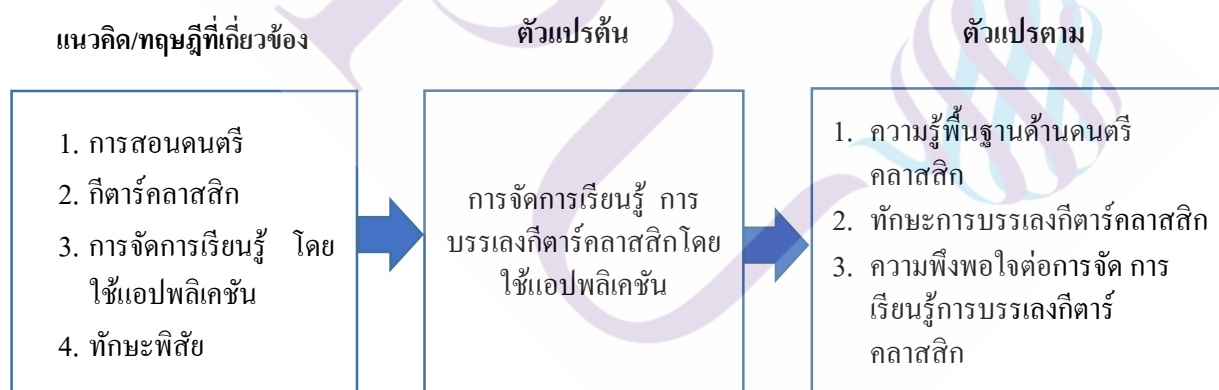 แนวคิด/ทฤษฎีที่เกี่ยวข้อง
1. การสอนดนตรี
2. กีตาร์คลาสสิก
3. การจัดการเรียนรู้ โดย
ใช้แอปพลิเคชัน
4. ทักษะพิสัย
ตัวแปรต้น
การจัดการเรียนรู้ การ
บรรเลงกีตาร์คลาสสิกโดย
ใช้แอปพลิเคชัน
ตัวแปรตาม
1. ความรู้พื้นฐานด้านดนตรี
คลาสสิก
2. ทักษะการบรรเลงกีตาร์คลาสสิก
3. ความพึงพอใจต่อการจัด การ
เรียนรู้การบรรเลงกีตาร์
คลาสสิก